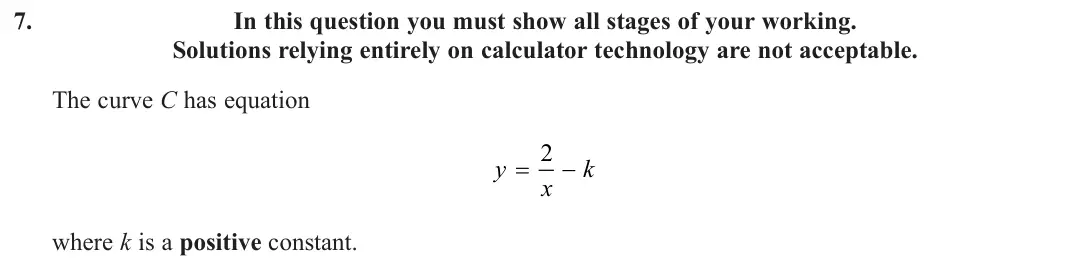 7. In this question you must show all stages of your working.
Solutions relying entirely on calculator technology are not acceptable.
The curve C has equation
y = 2/x − k
where k is a positive constant.